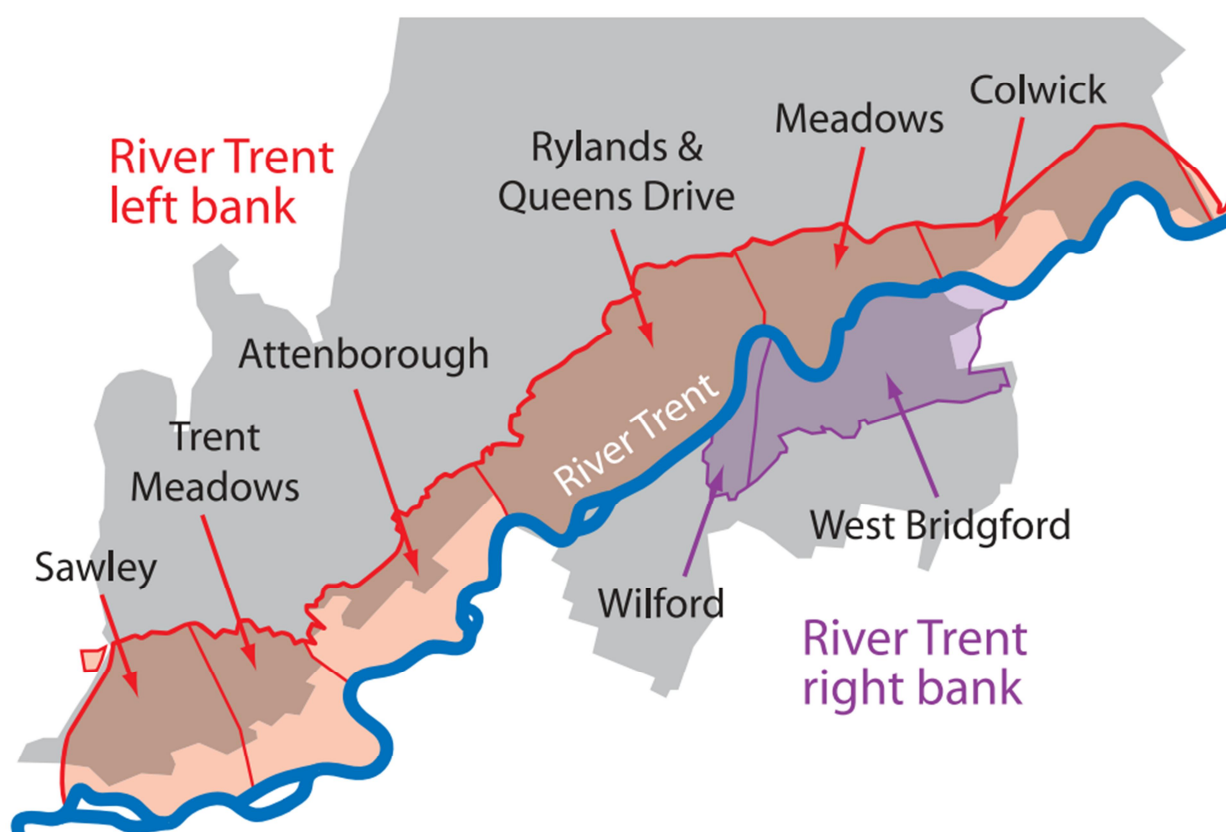 Colwick
Meadows
Rylands &
Queens Drive
River Trent
left bank
Attenborough
Trent
Meadows
Sawley
River Trent
West Bridgford
Wilford
River Trent
right bank